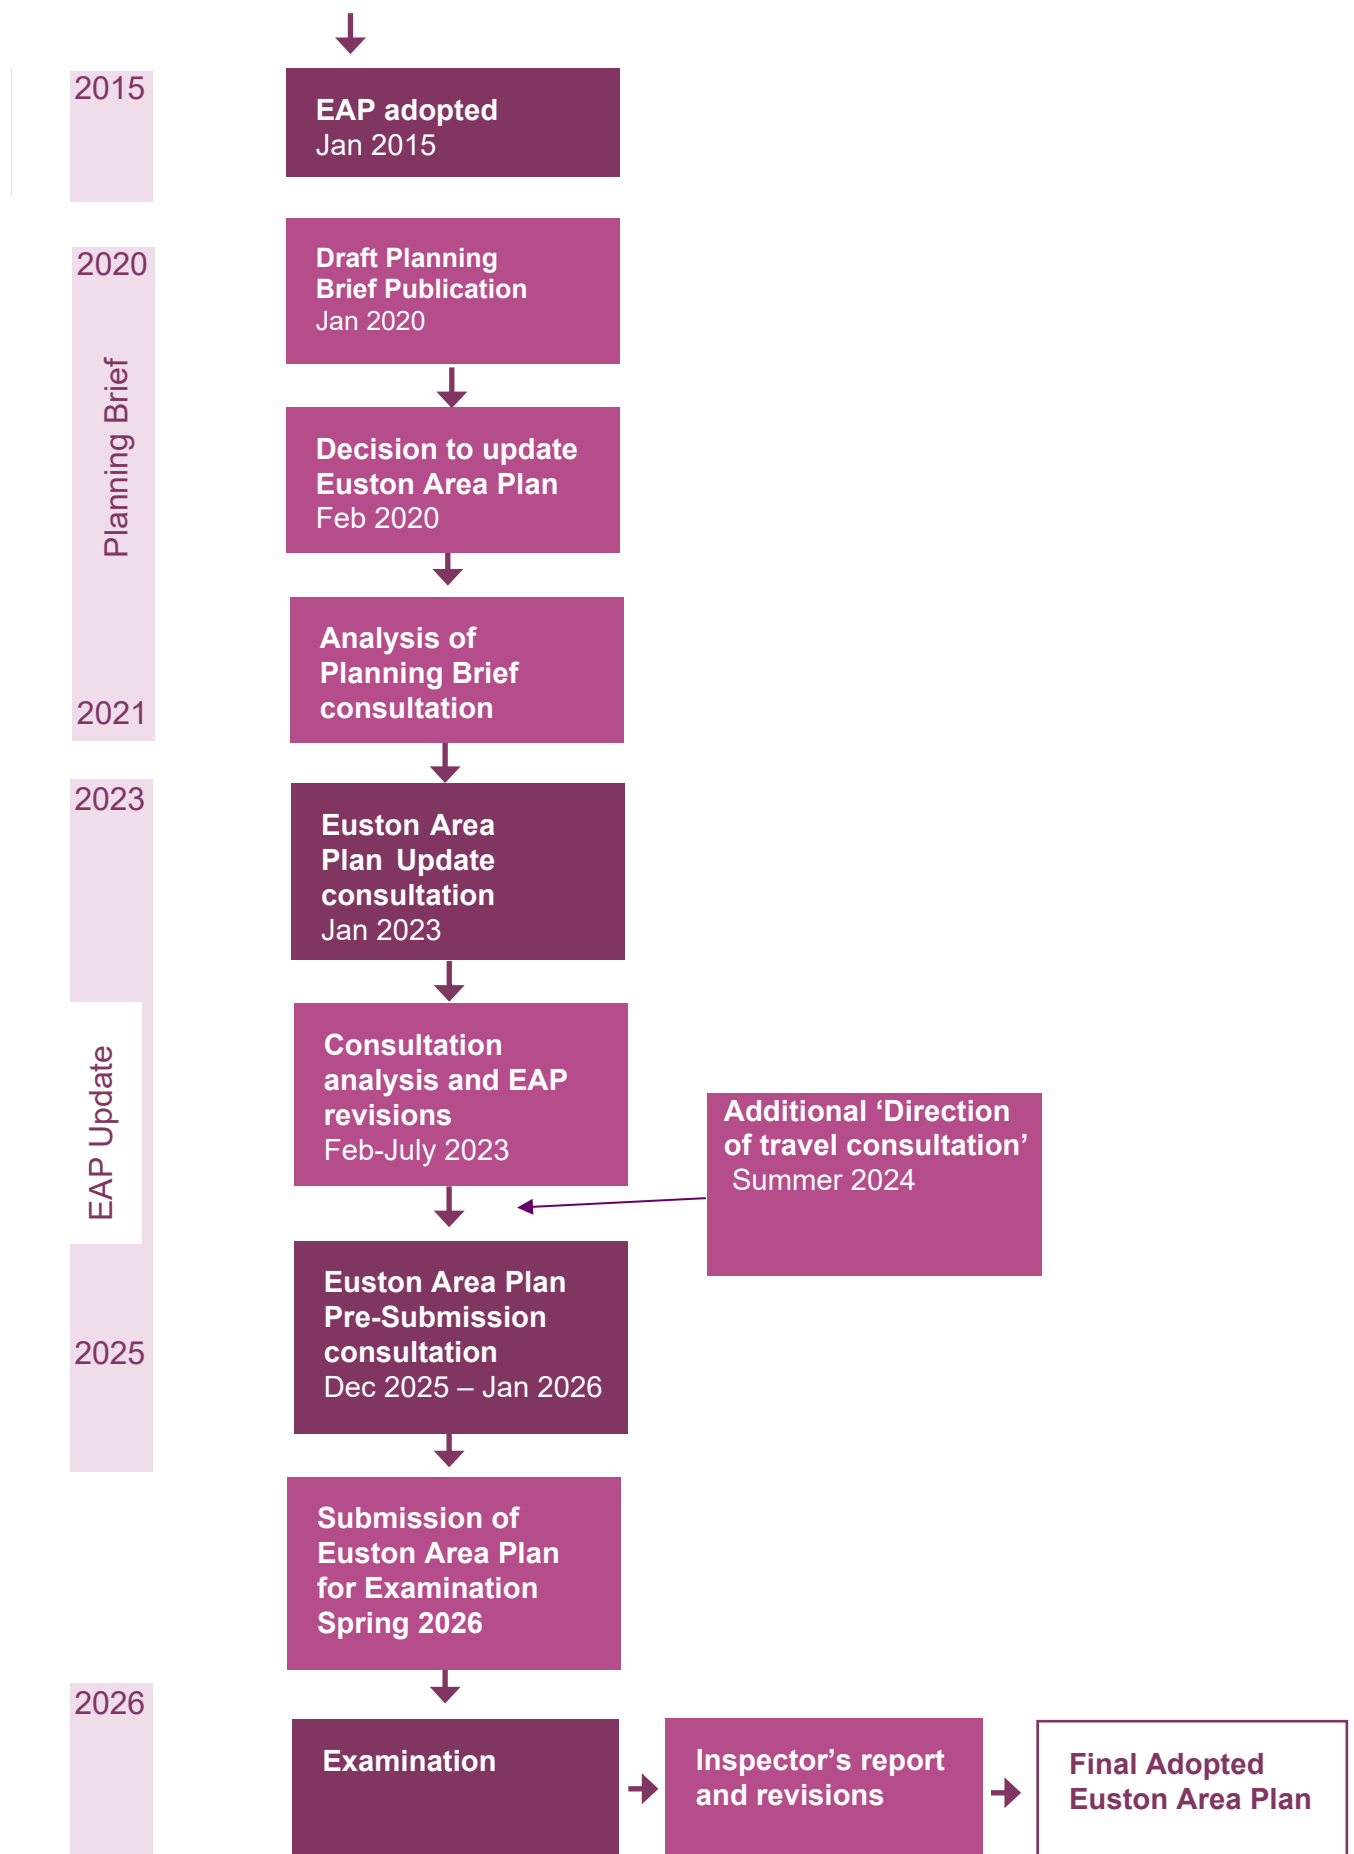 2015
EAP adopted
Jan 2015
2020
Planning Brief
2021
Draft Planning
Brief Publication
Jan 2020
Decision to update
Euston Area Plan
Feb 2020
Analysis of
Planning Brief
consultation
2023
EAP Update
2025
Euston Area
Plan Update
consultation
Jan 2023
Consultation
analysis and EAP
revisions
Feb-July 2023
Additional ‘Direction
of travel consultation’
Summer 2024
Euston Area Plan
Pre-Submission
consultation
Dec 2025 – Jan 2026
Submission of
Euston Area Plan
for Examination
Spring 2026
2026
Examination
Inspector’s report
and revisions
Final Adopted
Euston Area Plan